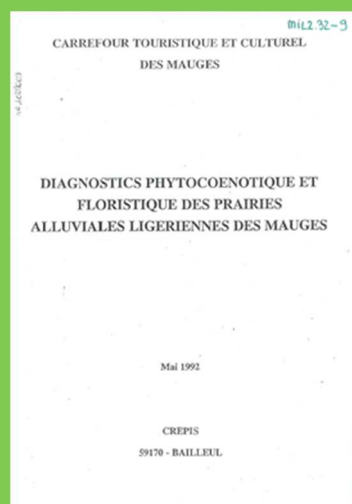 MIL2.32-9
CARREFOUR TOURISTIQUE ET CULTUREL
DES MAUGES
DIAGNOSTICS PHYTOCOENOTIQUE ET
FLORISTIQUE DES PRAIRIES
ALLUVIALES LIGERIENNES DES MAUGES
Mai 1992
CREPIS
59170 - BAILLEUL